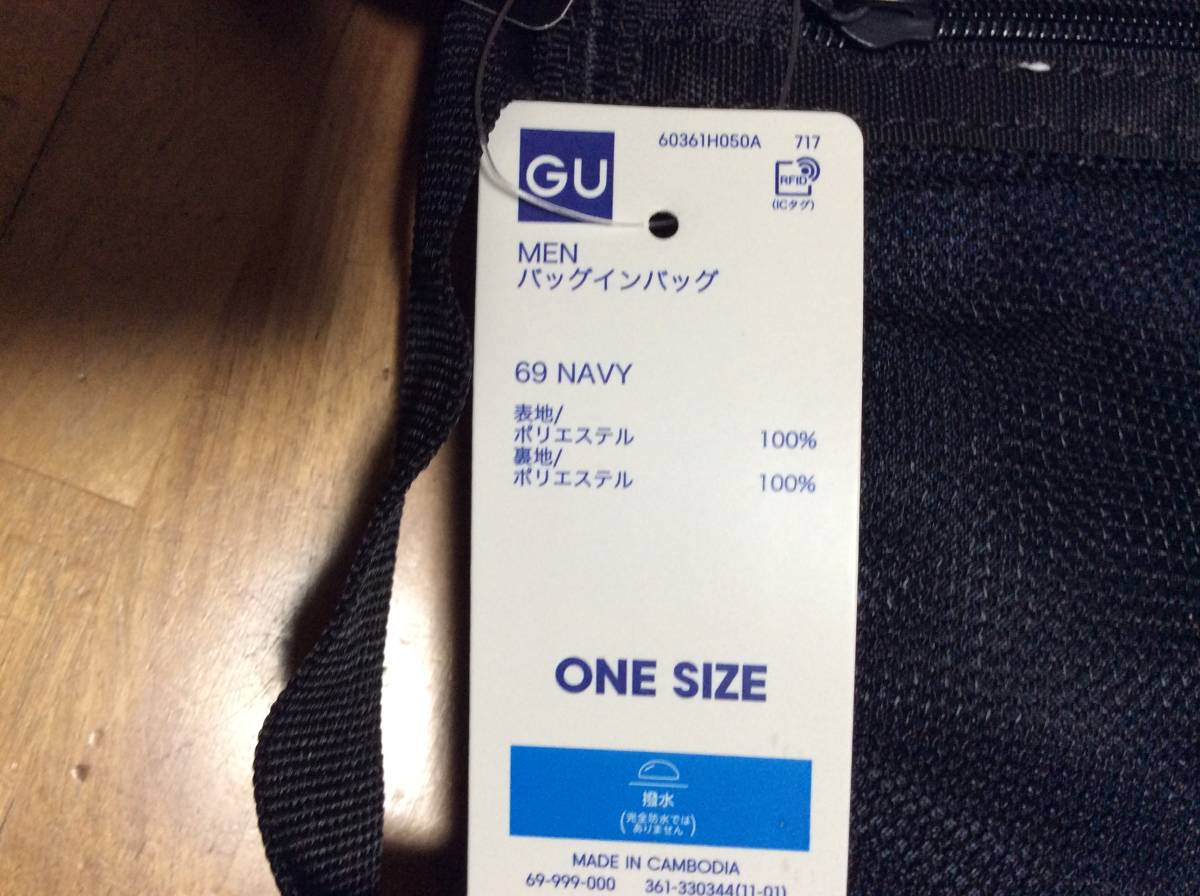 60361H050A 717
GU
RFID
(ICタグ)
MEN
バッグインバッグ
69 NAVY
表地/
ポリエステル 100%
裏地/
ポリエステル 100%
ONE SIZE
撥水
(完全防水では
ありません)
MADE IN CAMBODIA
69-999-000 361-330344(11-01)